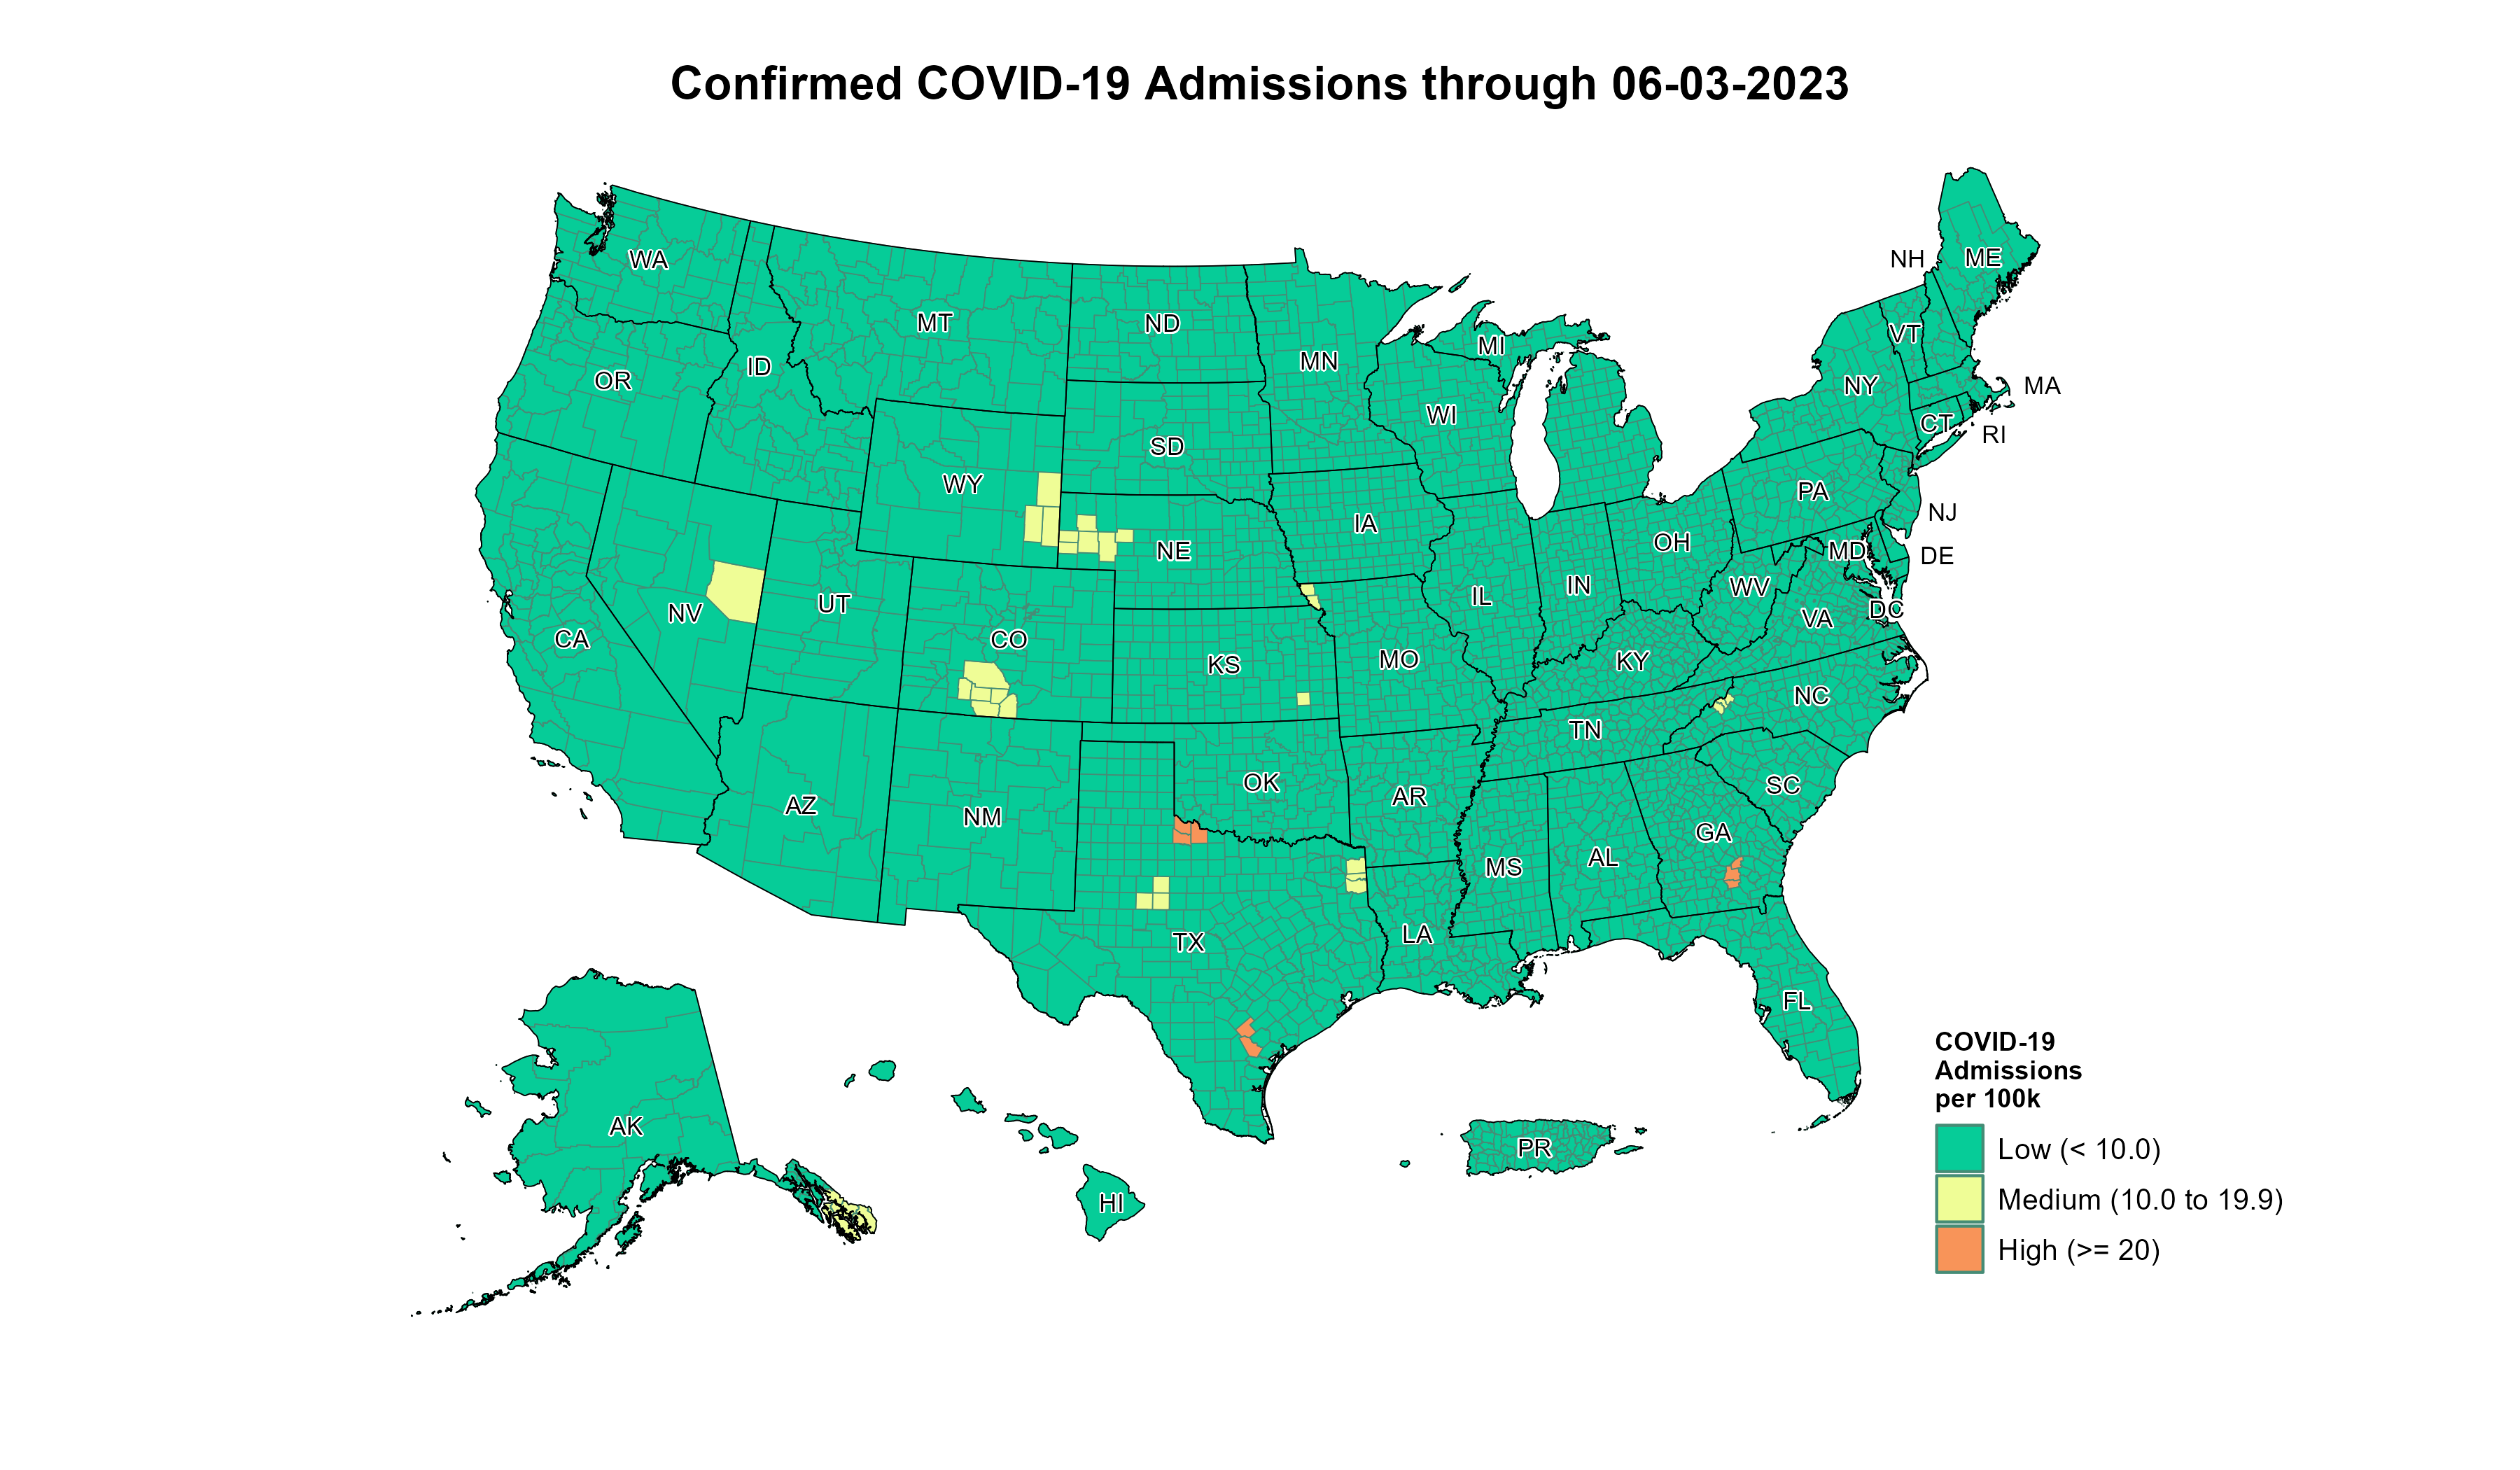 Confirmed COVID-19 Admissions through 06-03-2023
WA
NH
ME
MT
ND
VT
MI
MN
ID
OR
NY
MA
WI
CT
RI
SD
WY
PA
NJ
IA
OH
NE
MD
DE
IN
WV
IL
UT
NV
DC
VA
CA
CO
MO
KY
KS
NC
TN
OK
SC
AR
AZ
NM
GA
AL
MS
LA
TX
FL
AK
PR
HI
COVID-19
Admissions
per 100k
Low (< 10.0)
Medium (10.0 to 19.9)
High (>= 20)